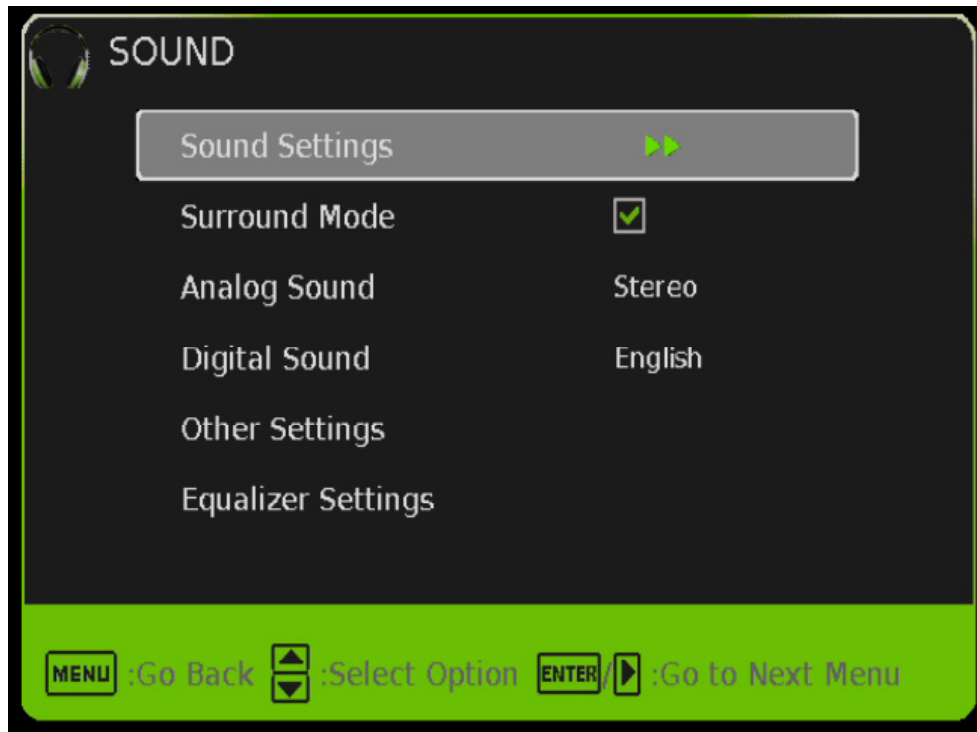 SOUND
Sound Settings
Surround Mode
Analog Sound Stereo
Digital Sound English
Other Settings
Equalizer Settings
MENU :Go Back :Select Option ENTER/ :Go to Next Menu